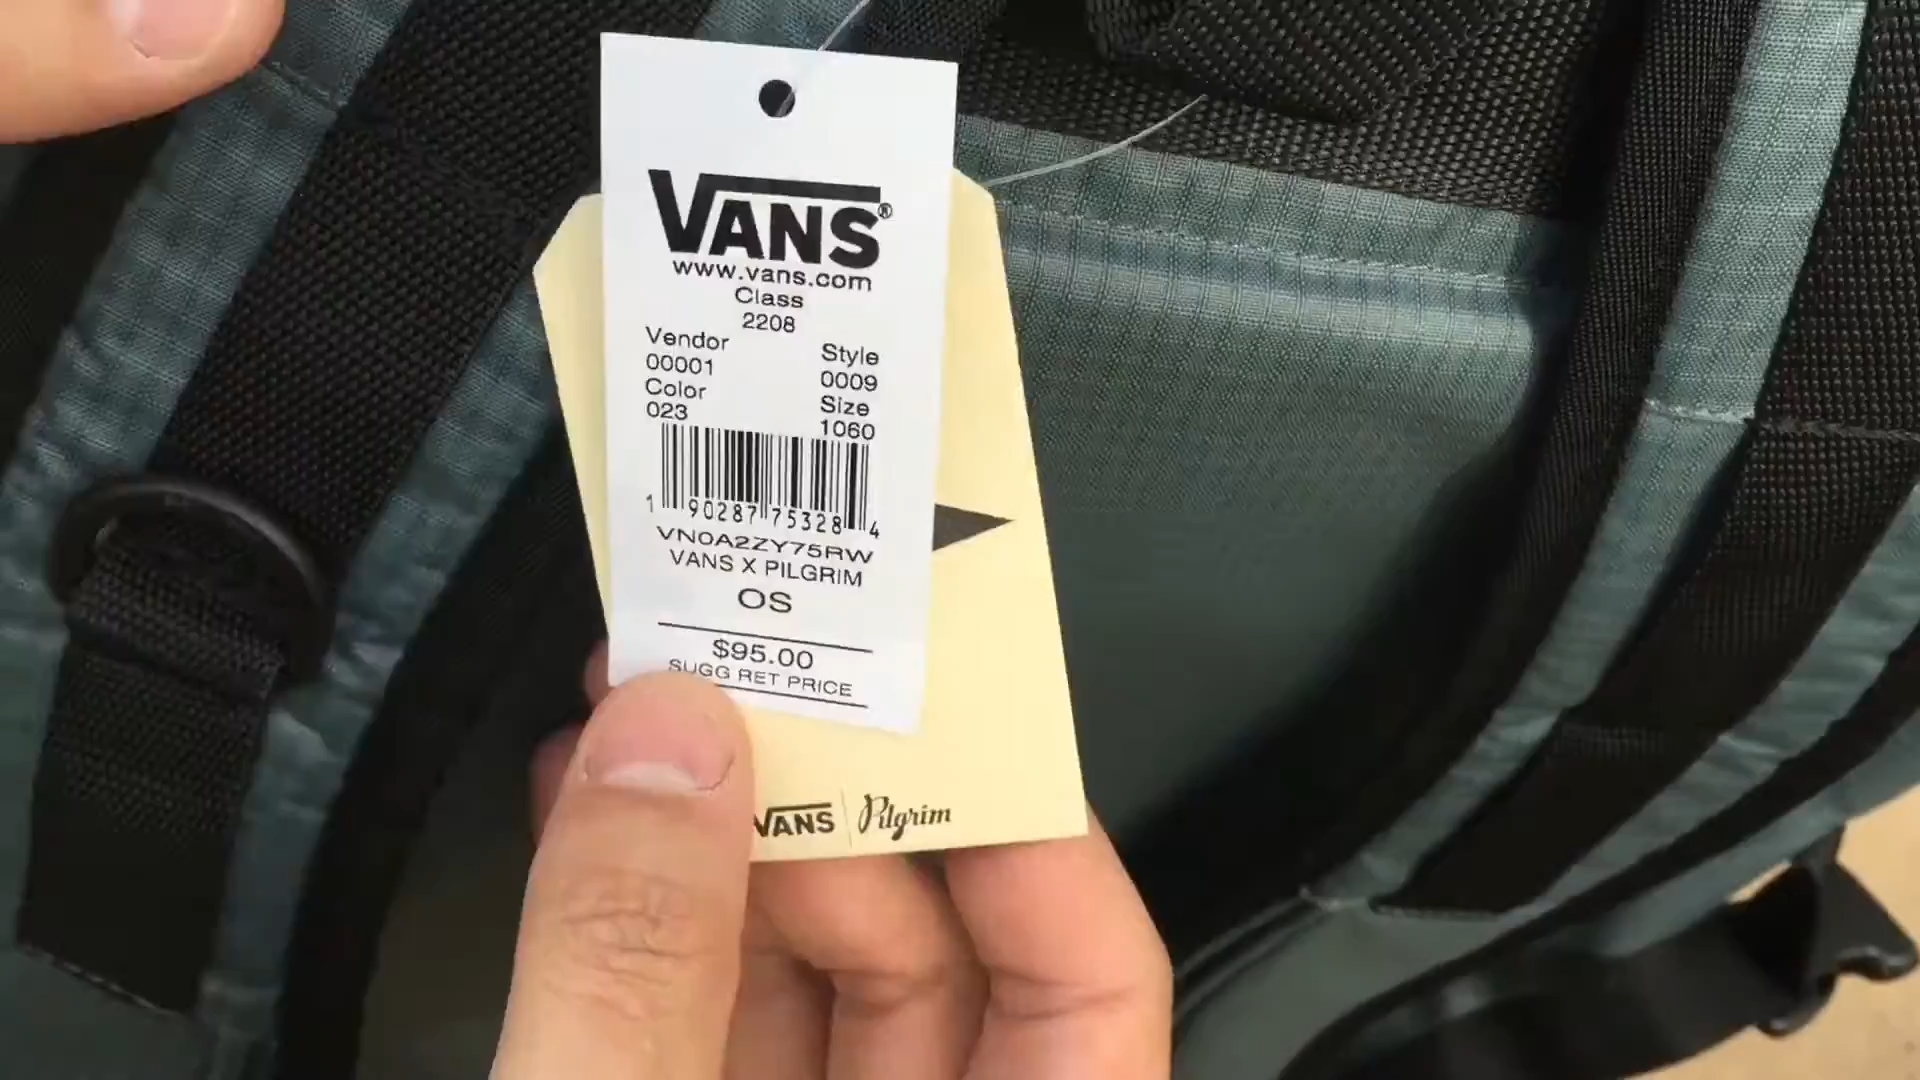 VANS®
www.vans.com
Class
2208
Vendor Style
00001 0009
Color Size
023 1060
1 90287 75328 4
VN0A2ZY75RW
VANS X PILGRIM
OS
$95.00
SUGG RET PRICE
VANS Pilgrim